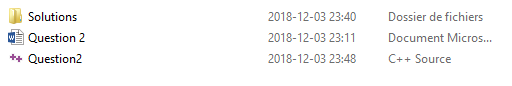 Solutions 2018-12-03 23:40 Dossier de fichiers
Question 2 2018-12-03 23:11 Document Micros...
Question2 2018-12-03 23:48 C++ Source